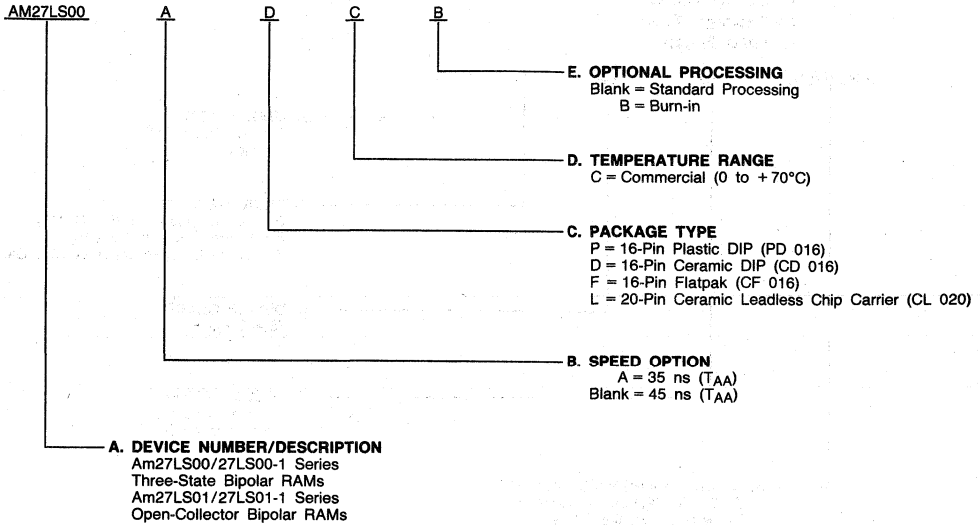 AM27LS00 A D C B
E. OPTIONAL PROCESSING
Blank = Standard Processing
B = Burn-in
D. TEMPERATURE RANGE
C = Commercial (0 to +70°C)
C. PACKAGE TYPE
P = 16-Pin Plastic DIP (PD 016)
D = 16-Pin Ceramic DIP (CD 016)
F = 16-Pin Flatpak (CF 016)
L = 20-Pin Ceramic Leadless Chip Carrier (CL 020)
B. SPEED OPTION
A = 35 ns (TAA)
Blank = 45 ns (TAA)
A. DEVICE NUMBER/DESCRIPTION
Am27LS00/27LS00-1 Series
Three-State Bipolar RAMs
Am27LS01/27LS01-1 Series
Open-Collector Bipolar RAMs